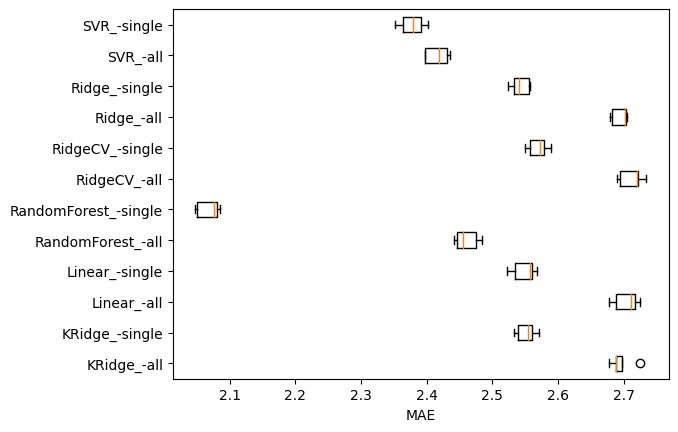 SVR_-single
SVR_-all
Ridge_-single
Ridge_-all
RidgeCV_-single
RidgeCV_-all
RandomForest_-single
RandomForest_-all
Linear_-single
Linear_-all
KRidge_-single
KRidge_-all
2.1 2.2 2.3 2.4 2.5 2.6 2.7
MAE